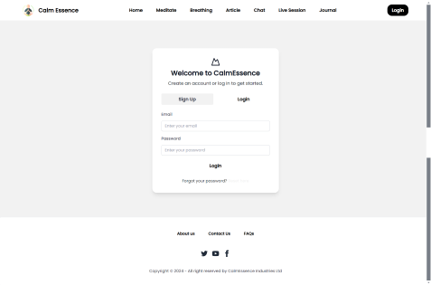 Calm Essence
Home Meditate Breathing Article Chat Live Session Journal
Login
Welcome to CalmEssence
Create an account or log in to get started.
Sign Up Login
Email
Enter your email
Password
Enter your password
Login
Forgot your password?
About us Contact Us FAQs
Copyright © 2024 - All right reserved by CalmEssence Industries Ltd